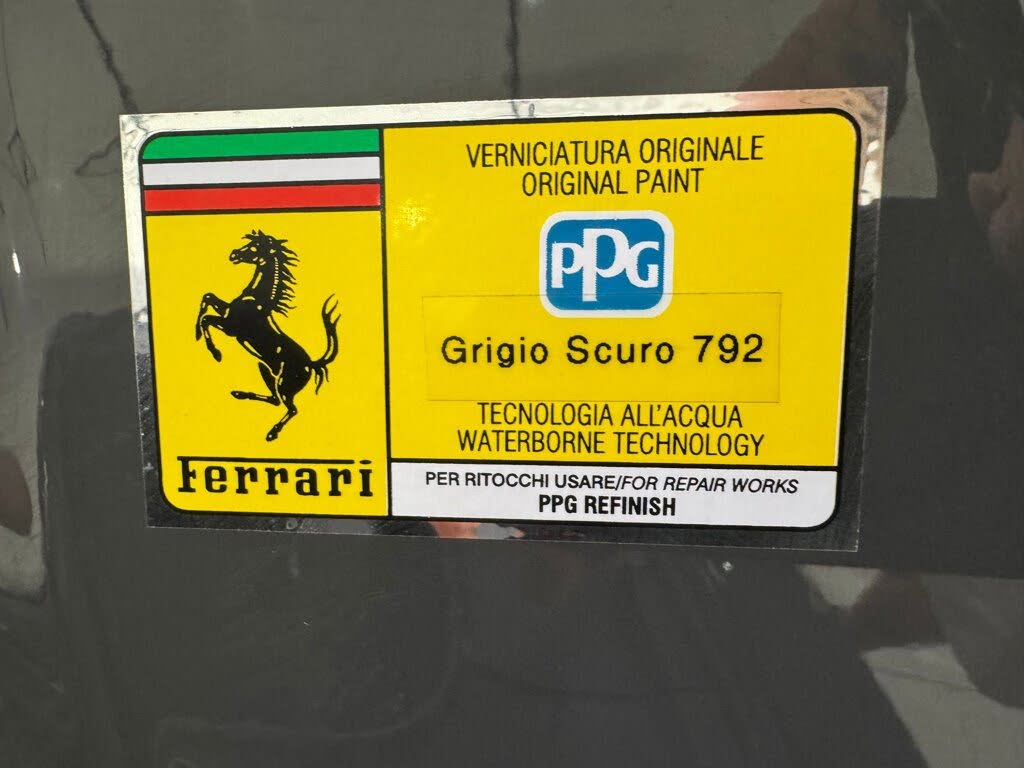 VERNICIATURA ORIGINALE
ORIGINAL PAINT
PPG
Grigio Scuro 792
TECNOLOGIA ALL'ACQUA
WATERBORNE TECHNOLOGY
Ferrari
PER RITOCCHI USARE/FOR REPAIR WORKS
PPG REFINISH